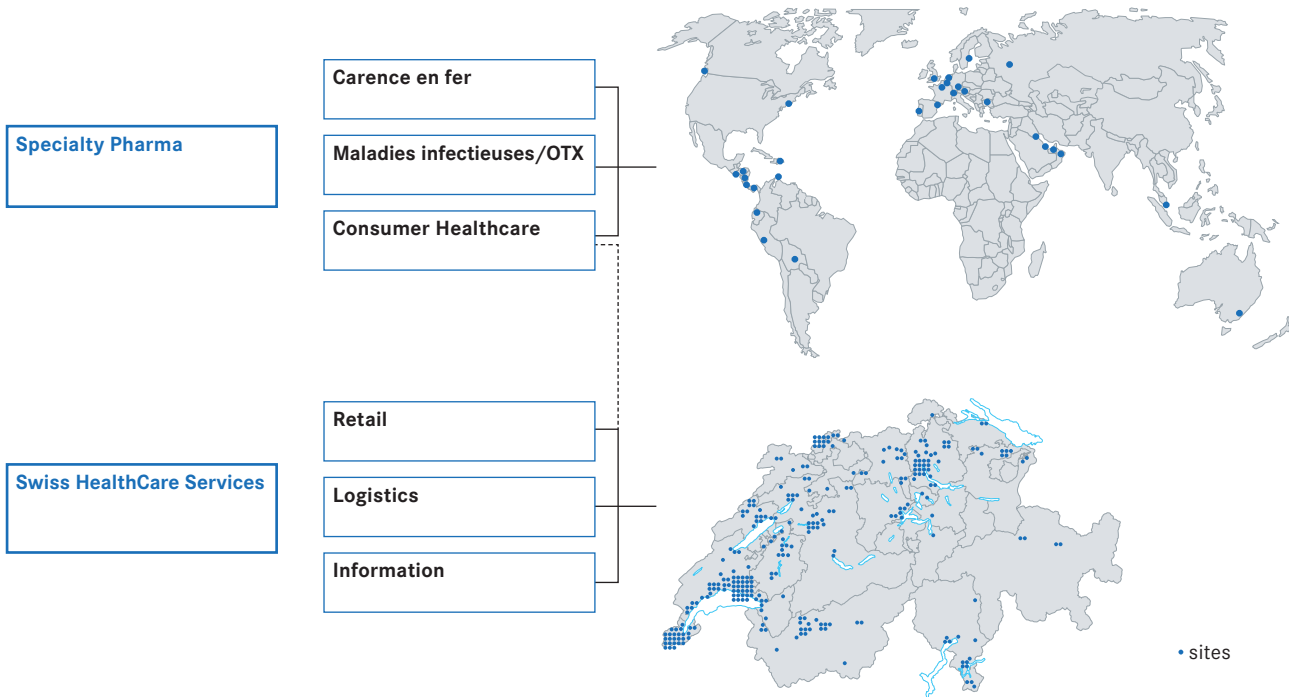 Specialty Pharma
Carence en fer
Maladies infectieuses/OTX
Consumer Healthcare
Swiss HealthCare Services
Retail
Logistics
Information
sites